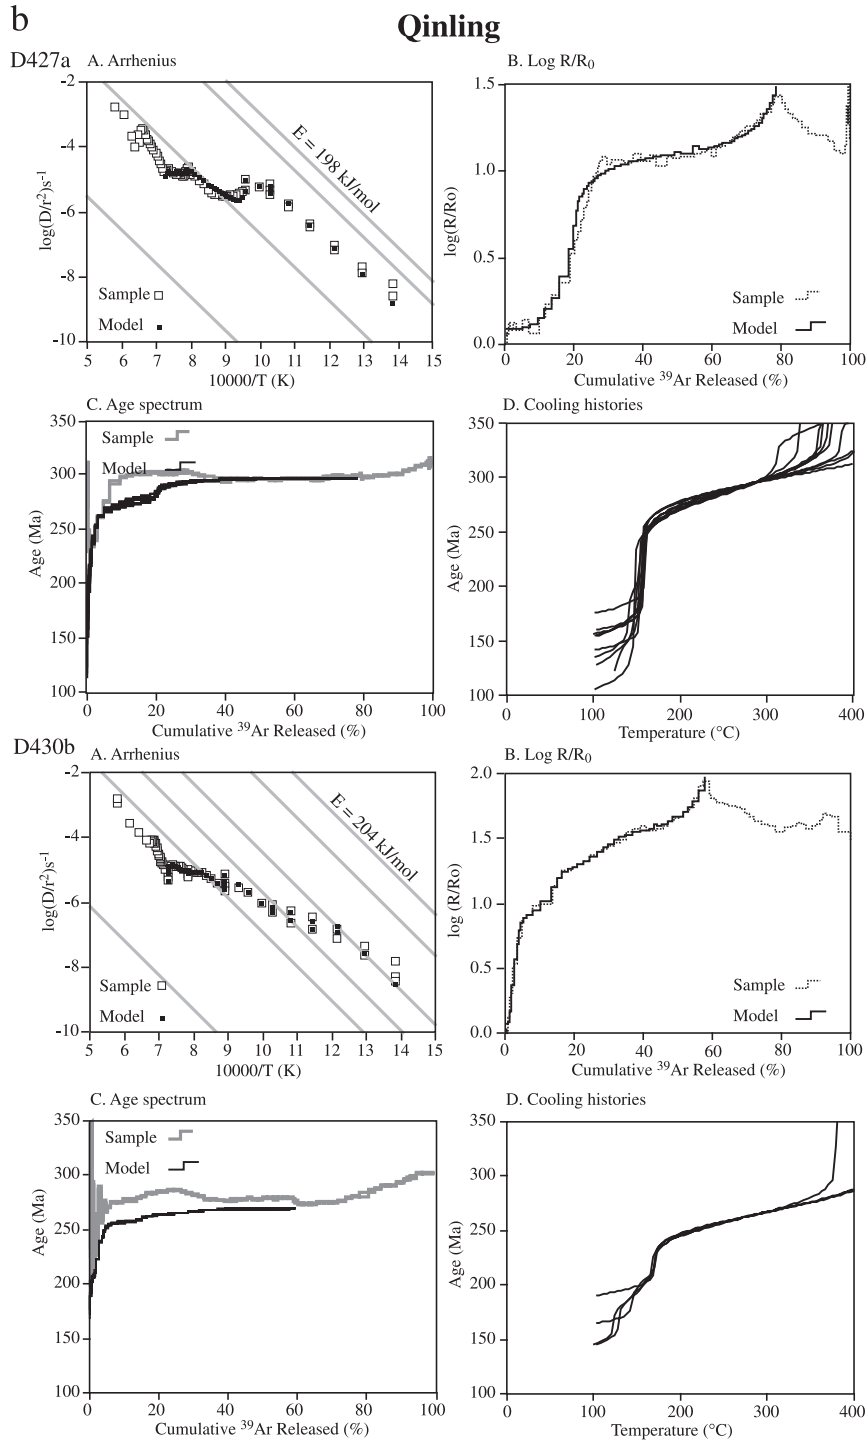 b
Qinling
D427a
A. Arrhenius
-2
-4
-6
-8
-10
log(D/r²)s⁻¹
E = 198 kJ/mol
Sample
Model
5 6 7 8 9 10 11 12 13 14 15
10000/T (K)
B. Log R/R₀
1.5
1.0
0.5
0.0
log(R/Ro)
Sample
Model
0 20 40 60 80 100
Cumulative ³⁹Ar Released (%)
C. Age spectrum
350
300
250
200
150
100
Age (Ma)
Sample
Model
0 20 40 60 80 100
Cumulative ³⁹Ar Released (%)
D. Cooling histories
350
300
250
200
150
100
Age (Ma)
0 100 200 300 400
Temperature (°C)
D430b
A. Arrhenius
-2
-4
-6
-8
-10
log(D/r²)s⁻¹
E = 204 kJ/mol
Sample
Model
5 6 7 8 9 10 11 12 13 14 15
10000/T (K)
B. Log R/R₀
2.0
1.5
1.0
0.5
0.0
log (R/Ro)
Sample
Model
0 20 40 60 80 100
Cumulative ³⁹Ar Released (%)
C. Age spectrum
350
300
250
200
150
100
Age (Ma)
Sample
Model
0 20 40 60 80 100
Cumulative ³⁹Ar Released (%)
D. Cooling histories
350
300
250
200
150
100
Age (Ma)
0 100 200 300 400
Temperature (°C)